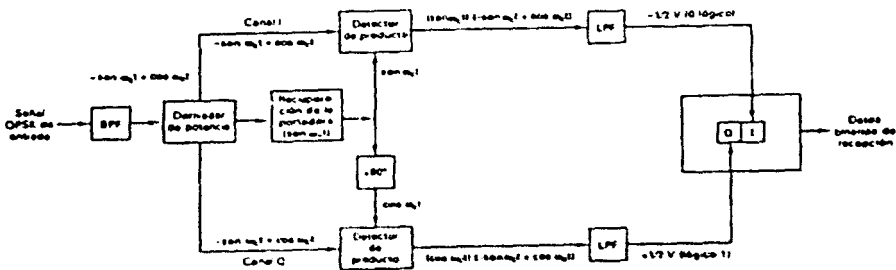 Canal I
-sen ωct + cos ωct
-sen ωct + cos ωct
Detector
de producto
(sen ωct) (-sen ωct + cos ωct)
LPF
-1/2 V (0 lógico)
sen ωct
Señal
QPSK de
entrada
BPF
Derivador
de potencia
Recupera-
ción de la
portadora
(sen ωct)
+90°
cos ωct
Q I
Datos
binarios de
recepción
-sen ωct + cos ωct
Canal Q
Detector
de
producto
(cos ωct) (-sen ωct + cos ωct)
LPF
+1/2 V (lógico 1)